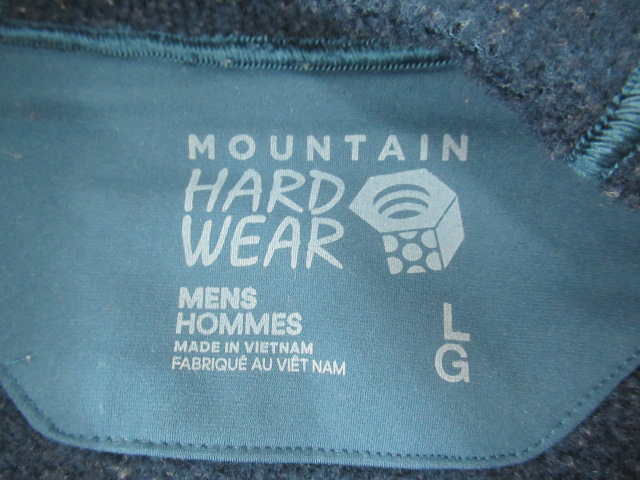 MOUNTAIN
HARD
WEAR
MENS
HOMMES
MADE IN VIETNAM
FABRIQUÉ AU VIÊT NAM
L
G